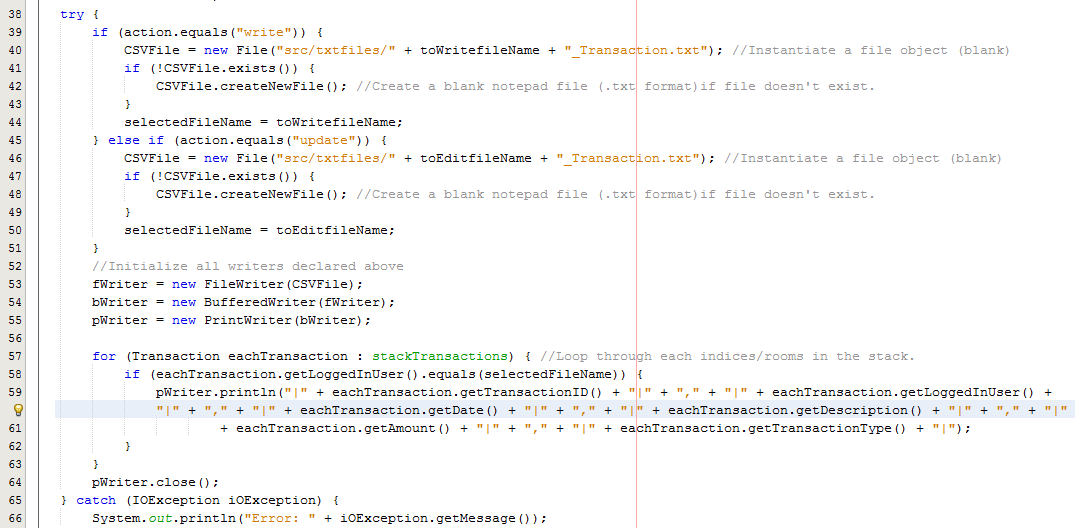 38 try {
39 if (action.equals("write")) {
40 CSVFile = new File("src/txtfiles/" + toWritefileName + "_Transaction.txt"); //Instantiate a file object (blank)
41 if (!CSVFile.exists()) {
42 CSVFile.createNewFile(); //Create a blank notepad file (.txt format)if file doesn't exist.
43 }
44 selectedFileName = toWritefileName;
45 } else if (action.equals("update")) {
46 CSVFile = new File("src/txtfiles/" + toEditfileName + "_Transaction.txt"); //Instantiate a file object (blank)
47 if (!CSVFile.exists()) {
48 CSVFile.createNewFile(); //Create a blank notepad file (.txt format)if file doesn't exist.
49 }
50 selectedFileName = toEditfileName;
51 }
52 //Initialize all writers declared above
53 fWriter = new FileWriter(CSVFile);
54 bWriter = new BufferedWriter(fWriter);
55 pWriter = new PrintWriter(bWriter);
56
57 for (Transaction eachTransaction : stackTransactions) { //Loop through each indices/rooms in the stack.
58 if (eachTransaction.getLoggedInUser().equals(selectedFileName)) {
59 pWriter.println("|" + eachTransaction.getTransactionID() + "|" + "," + "|" + eachTransaction.getLoggedInUser() +
"|" + "," + "|" + eachTransaction.getDate() + "|" + "," + "|" + eachTransaction.getDescription() + "|" + "," + "|"
61 + eachTransaction.getAmount() + "|" + "," + "|" + eachTransaction.getTransactionType() + "|");
62 }
63 }
64 pWriter.close();
65 } catch (IOException iOException) {
66 System.out.println("Error: " + iOException.getMessage());